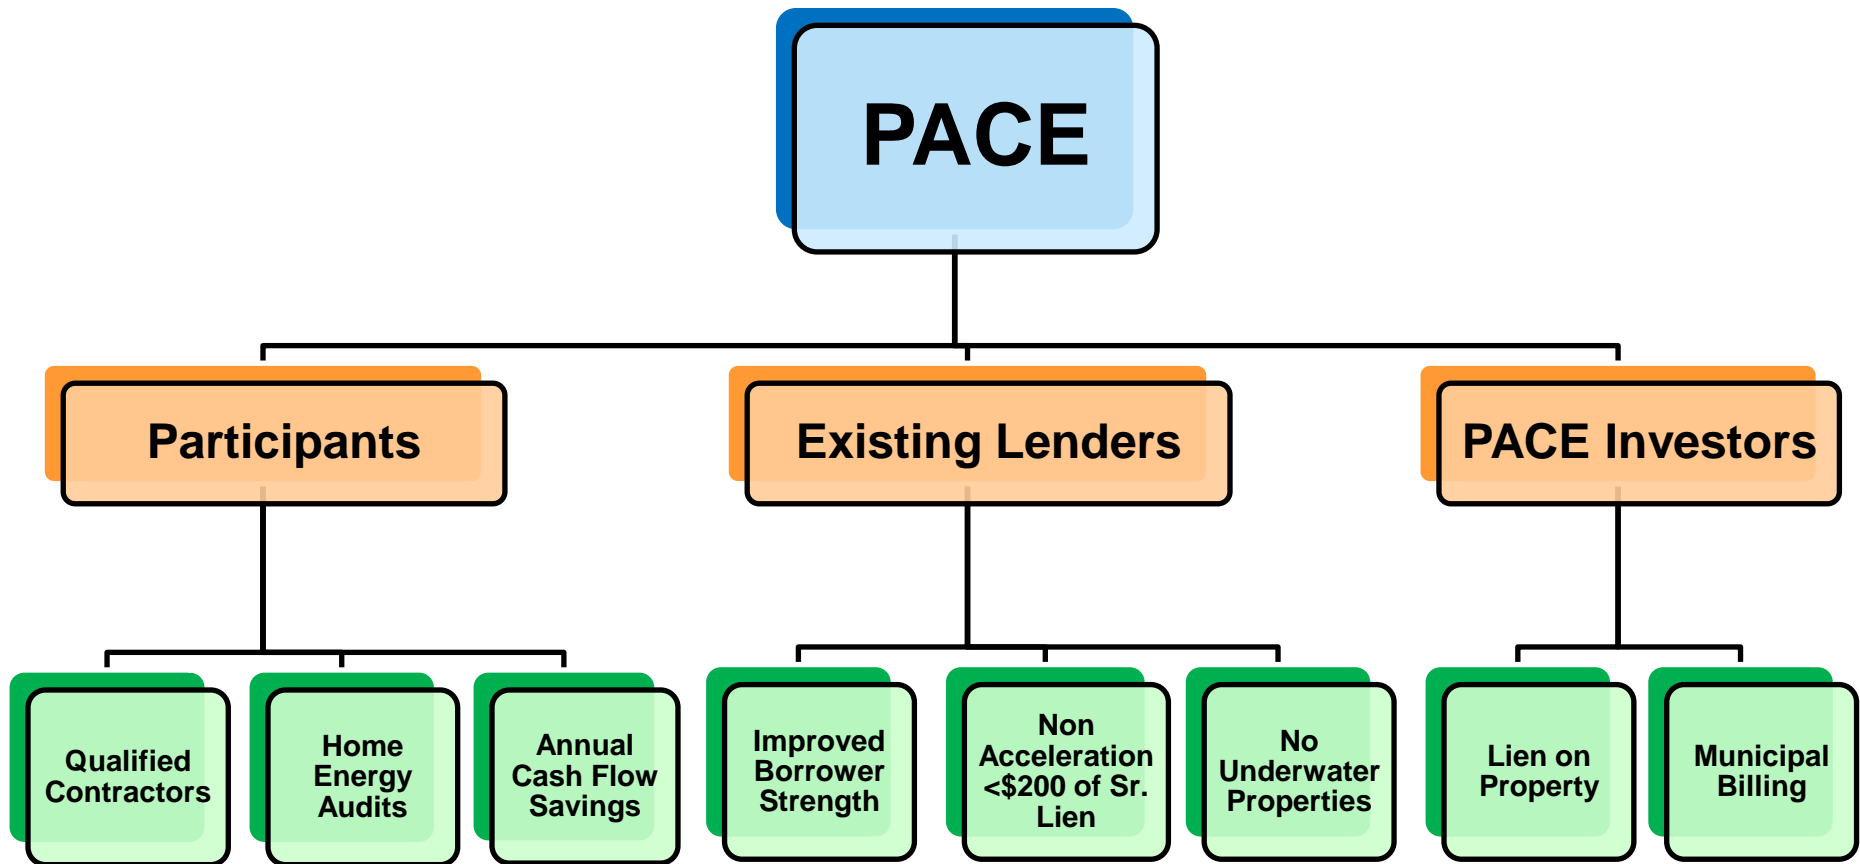 PACE
Participants
Existing Lenders
PACE Investors
Qualified
Contractors
Home
Energy
Audits
Annual
Cash Flow
Savings
Improved
Borrower
Strength
Non
Acceleration
<$200 of Sr.
Lien
No
Underwater
Properties
Lien on
Property
Municipal
Billing